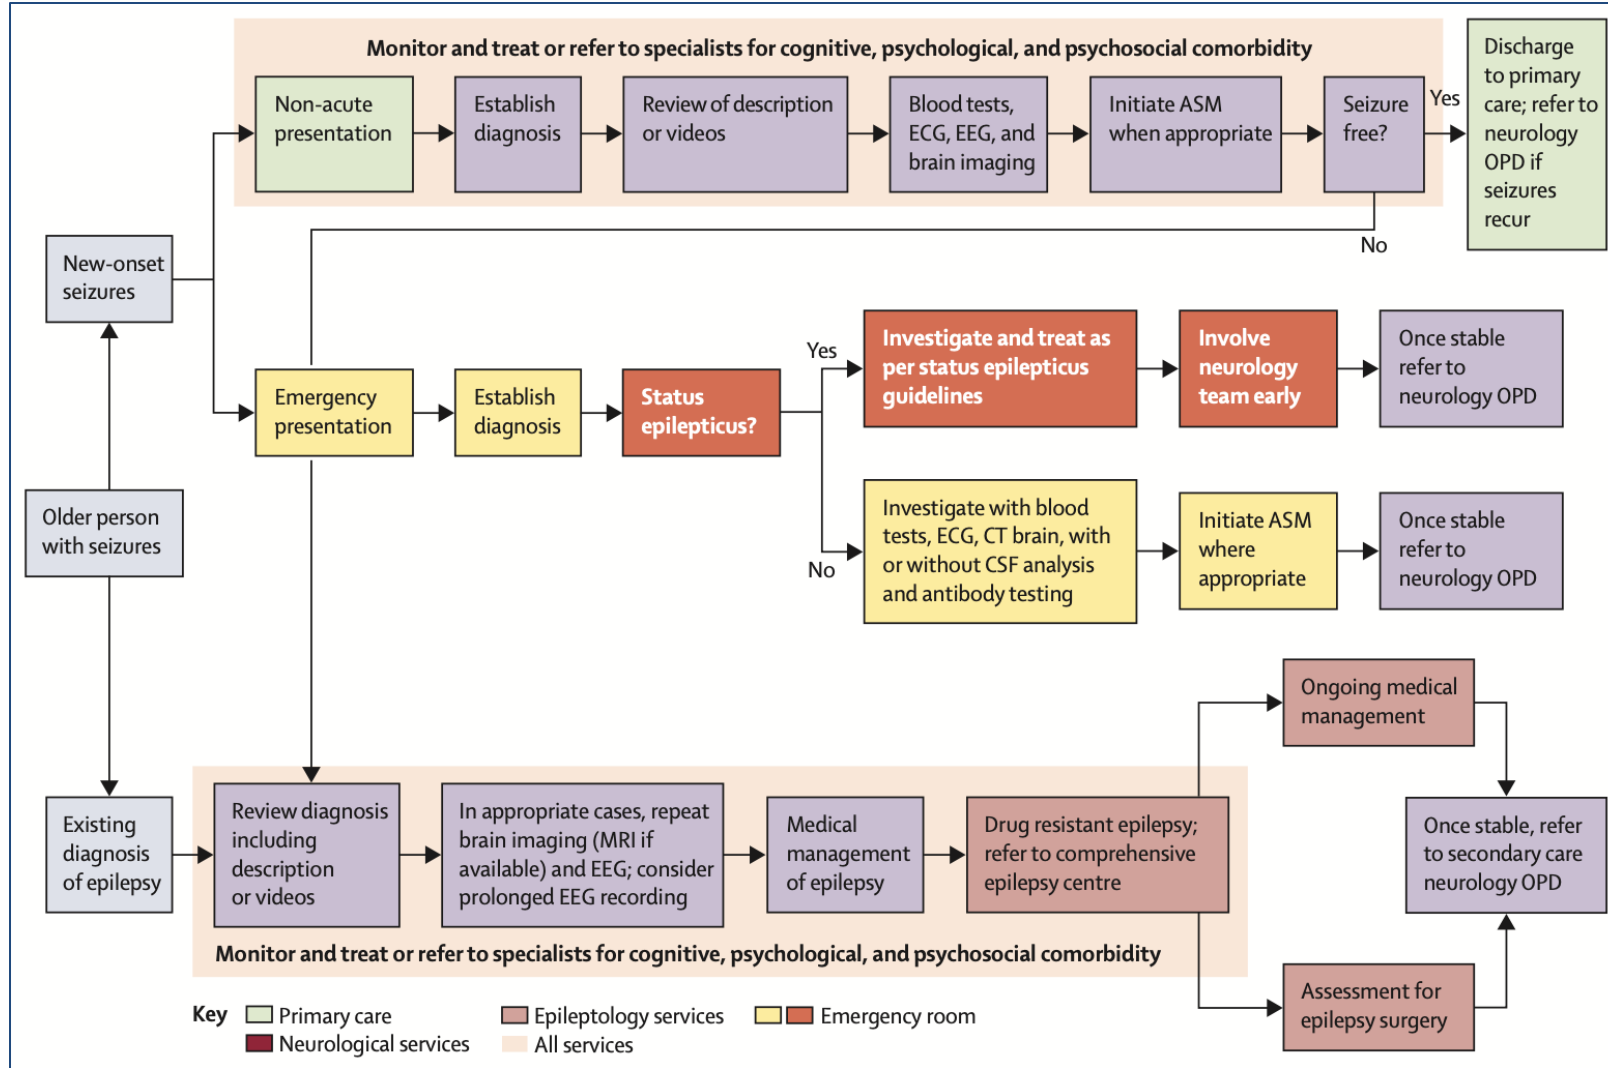 Monitor and treat or refer to specialists for cognitive, psychological, and psychosocial comorbidity
Non-acute
presentation
Establish
diagnosis
Review of description
or videos
Blood tests,
ECG, EEG, and
brain imaging
Initiate ASM
when appropriate
Seizure
free?
Yes
Discharge
to primary
care; refer to
neurology
OPD if
seizures
recur
No
New-onset
seizures
Emergency
presentation
Establish
diagnosis
Status
epilepticus?
Yes
Investigate and treat as
per status epilepticus
guidelines
Involve
neurology
team early
Once stable
refer to
neurology OPD
No
Investigate with blood
tests, ECG, CT brain, with
or without CSF analysis
and antibody testing
Initiate ASM
where
appropriate
Once stable
refer to
neurology OPD
Older person
with seizures
Existing
diagnosis
of epilepsy
Review diagnosis
including
description
or videos
In appropriate cases, repeat
brain imaging (MRI if
available) and EEG; consider
prolonged EEG recording
Medical
management
of epilepsy
Drug resistant epilepsy;
refer to comprehensive
epilepsy centre
Ongoing medical
management
Once stable, refer
to secondary care
neurology OPD
Assessment for
epilepsy surgery
Monitor and treat or refer to specialists for cognitive, psychological, and psychosocial comorbidity
Key
Primary care
Epileptology services
Emergency room
Neurological services
All services